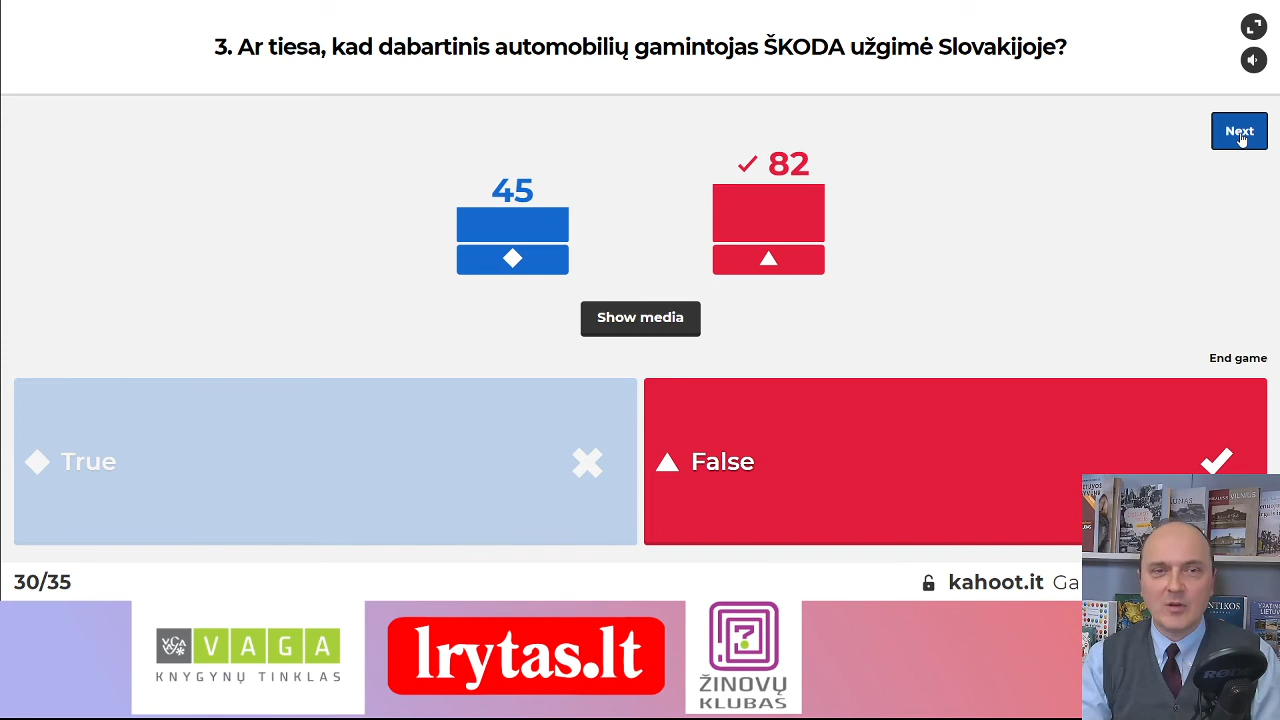 3. Ar tiesa, kad dabartinis automobilių gamintojas ŠKODA užgimė Slovakijoje?
Next
45
82
Show media
End game
True
False
30/35
kahoot.it Ga
VAGA
KNYGYNŲ TINKLAS
lrytas.lt
?
ŽINOVŲ
KLUBAS